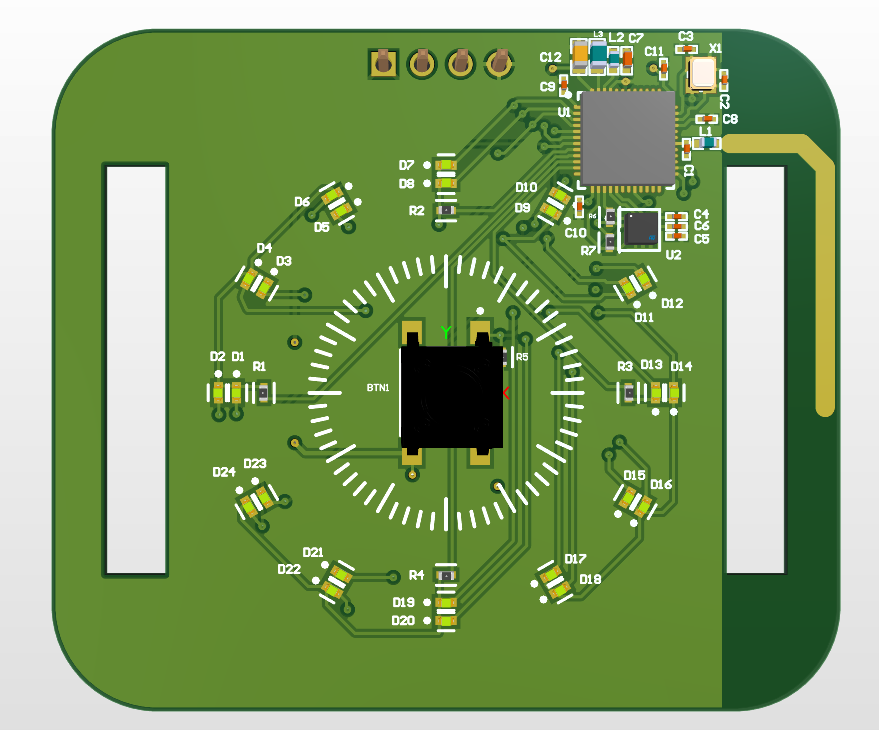 L3 L2 C7 C3
X1
C12 C11
C9 C2
U1 C8
L1
C1
D7
D8
R2
D10
D9
C10
R6
R7
C4
C6
C5
U2
D6
D5
D4
D3
D12
D11
Y
D2 D1 R1
BTN1
R5
X
R3 D13 D14
D24 D23
D15
D16
D21
D22
R4
D17
D18
D19
D20